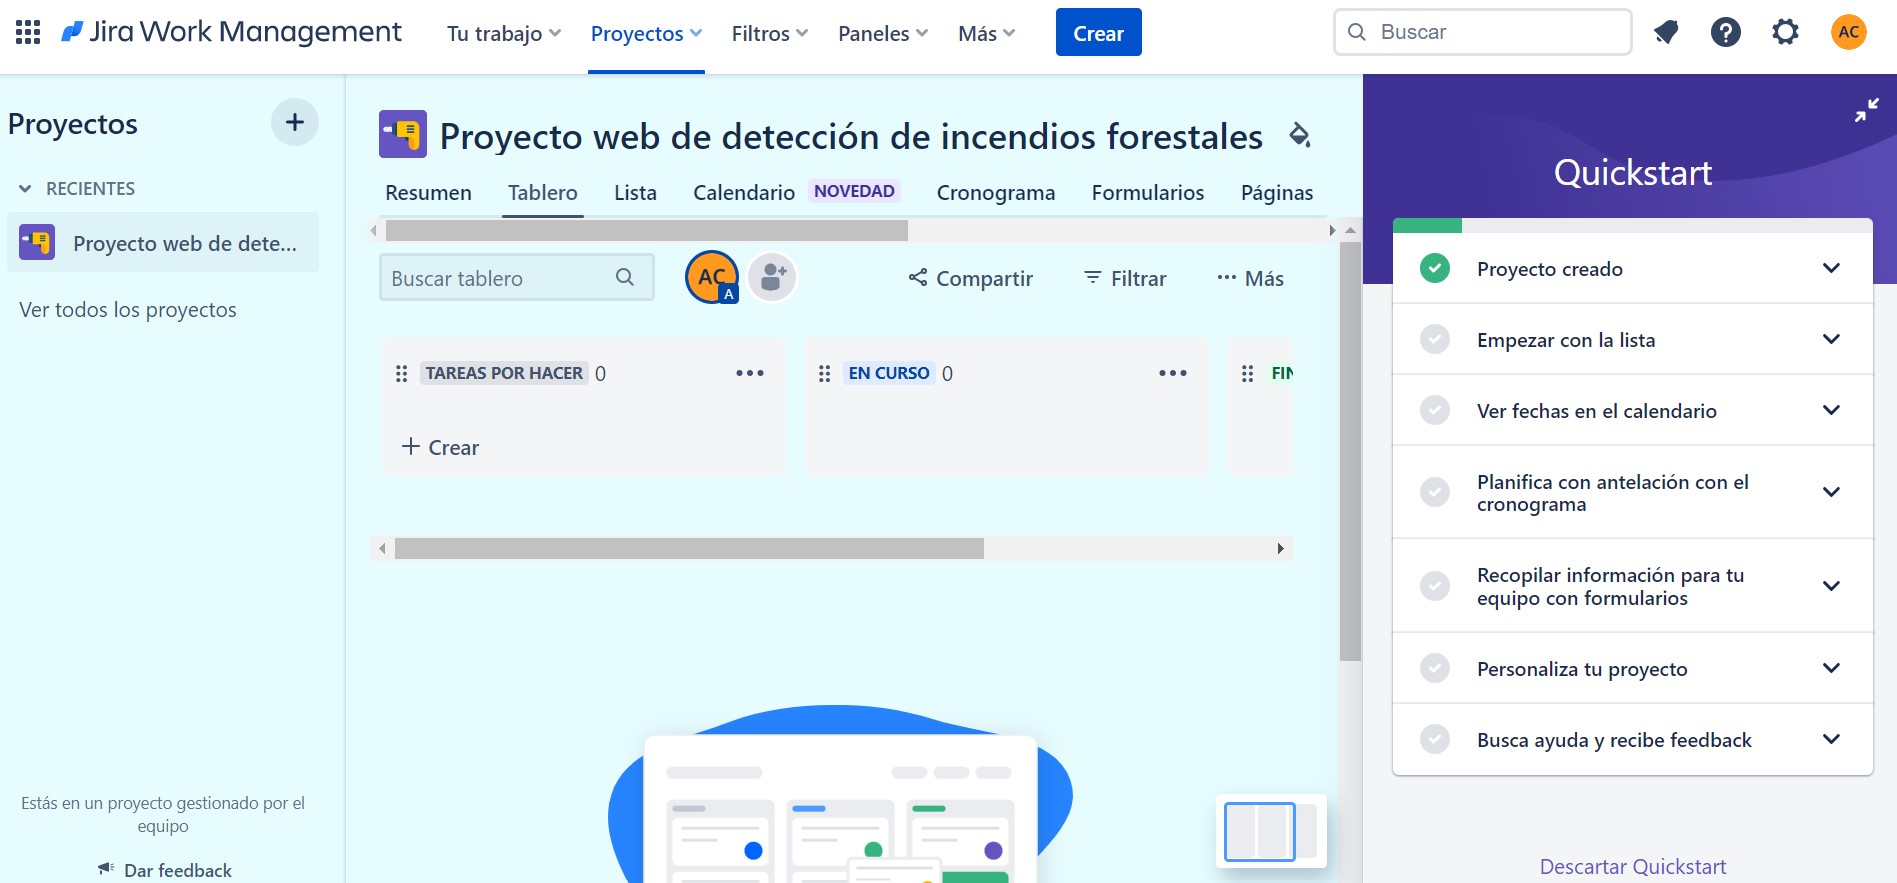 Jira Work Management
Tu trabajo
Proyectos
Filtros
Paneles
Más
Crear
Buscar
AC
Proyectos
RECIENTES
Proyecto web de dete...
Ver todos los proyectos
Estás en un proyecto gestionado por el
equipo
Dar feedback
Proyecto web de detección de incendios forestales
Resumen
Tablero
Lista
Calendario
NOVEDAD
Cronograma
Formularios
Páginas
Buscar tablero
AC
A
Compartir
Filtrar
Más
TAREAS POR HACER 0
Crear
EN CURSO 0
FIN
Quickstart
Proyecto creado
Empezar con la lista
Ver fechas en el calendario
Planifica con antelación con el
cronograma
Recopilar información para tu
equipo con formularios
Personaliza tu proyecto
Busca ayuda y recibe feedback
Descartar Quickstart